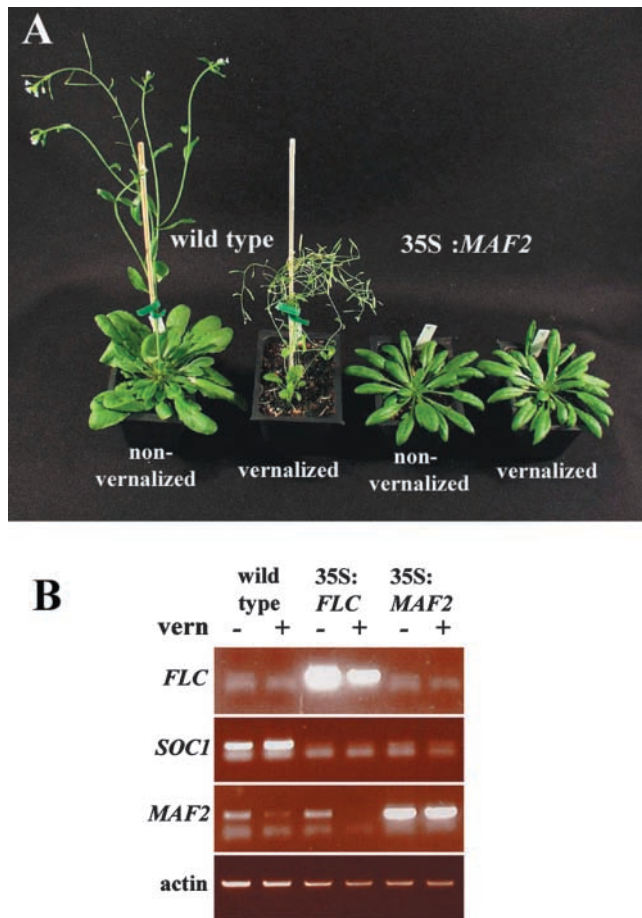 A
wild type
35S :MAF2
non-
vernalized
vernalized
non-
vernalized
vernalized
B
wild type
35S: FLC
35S: MAF2
vern - + - + - +
FLC
SOC1
MAF2
actin